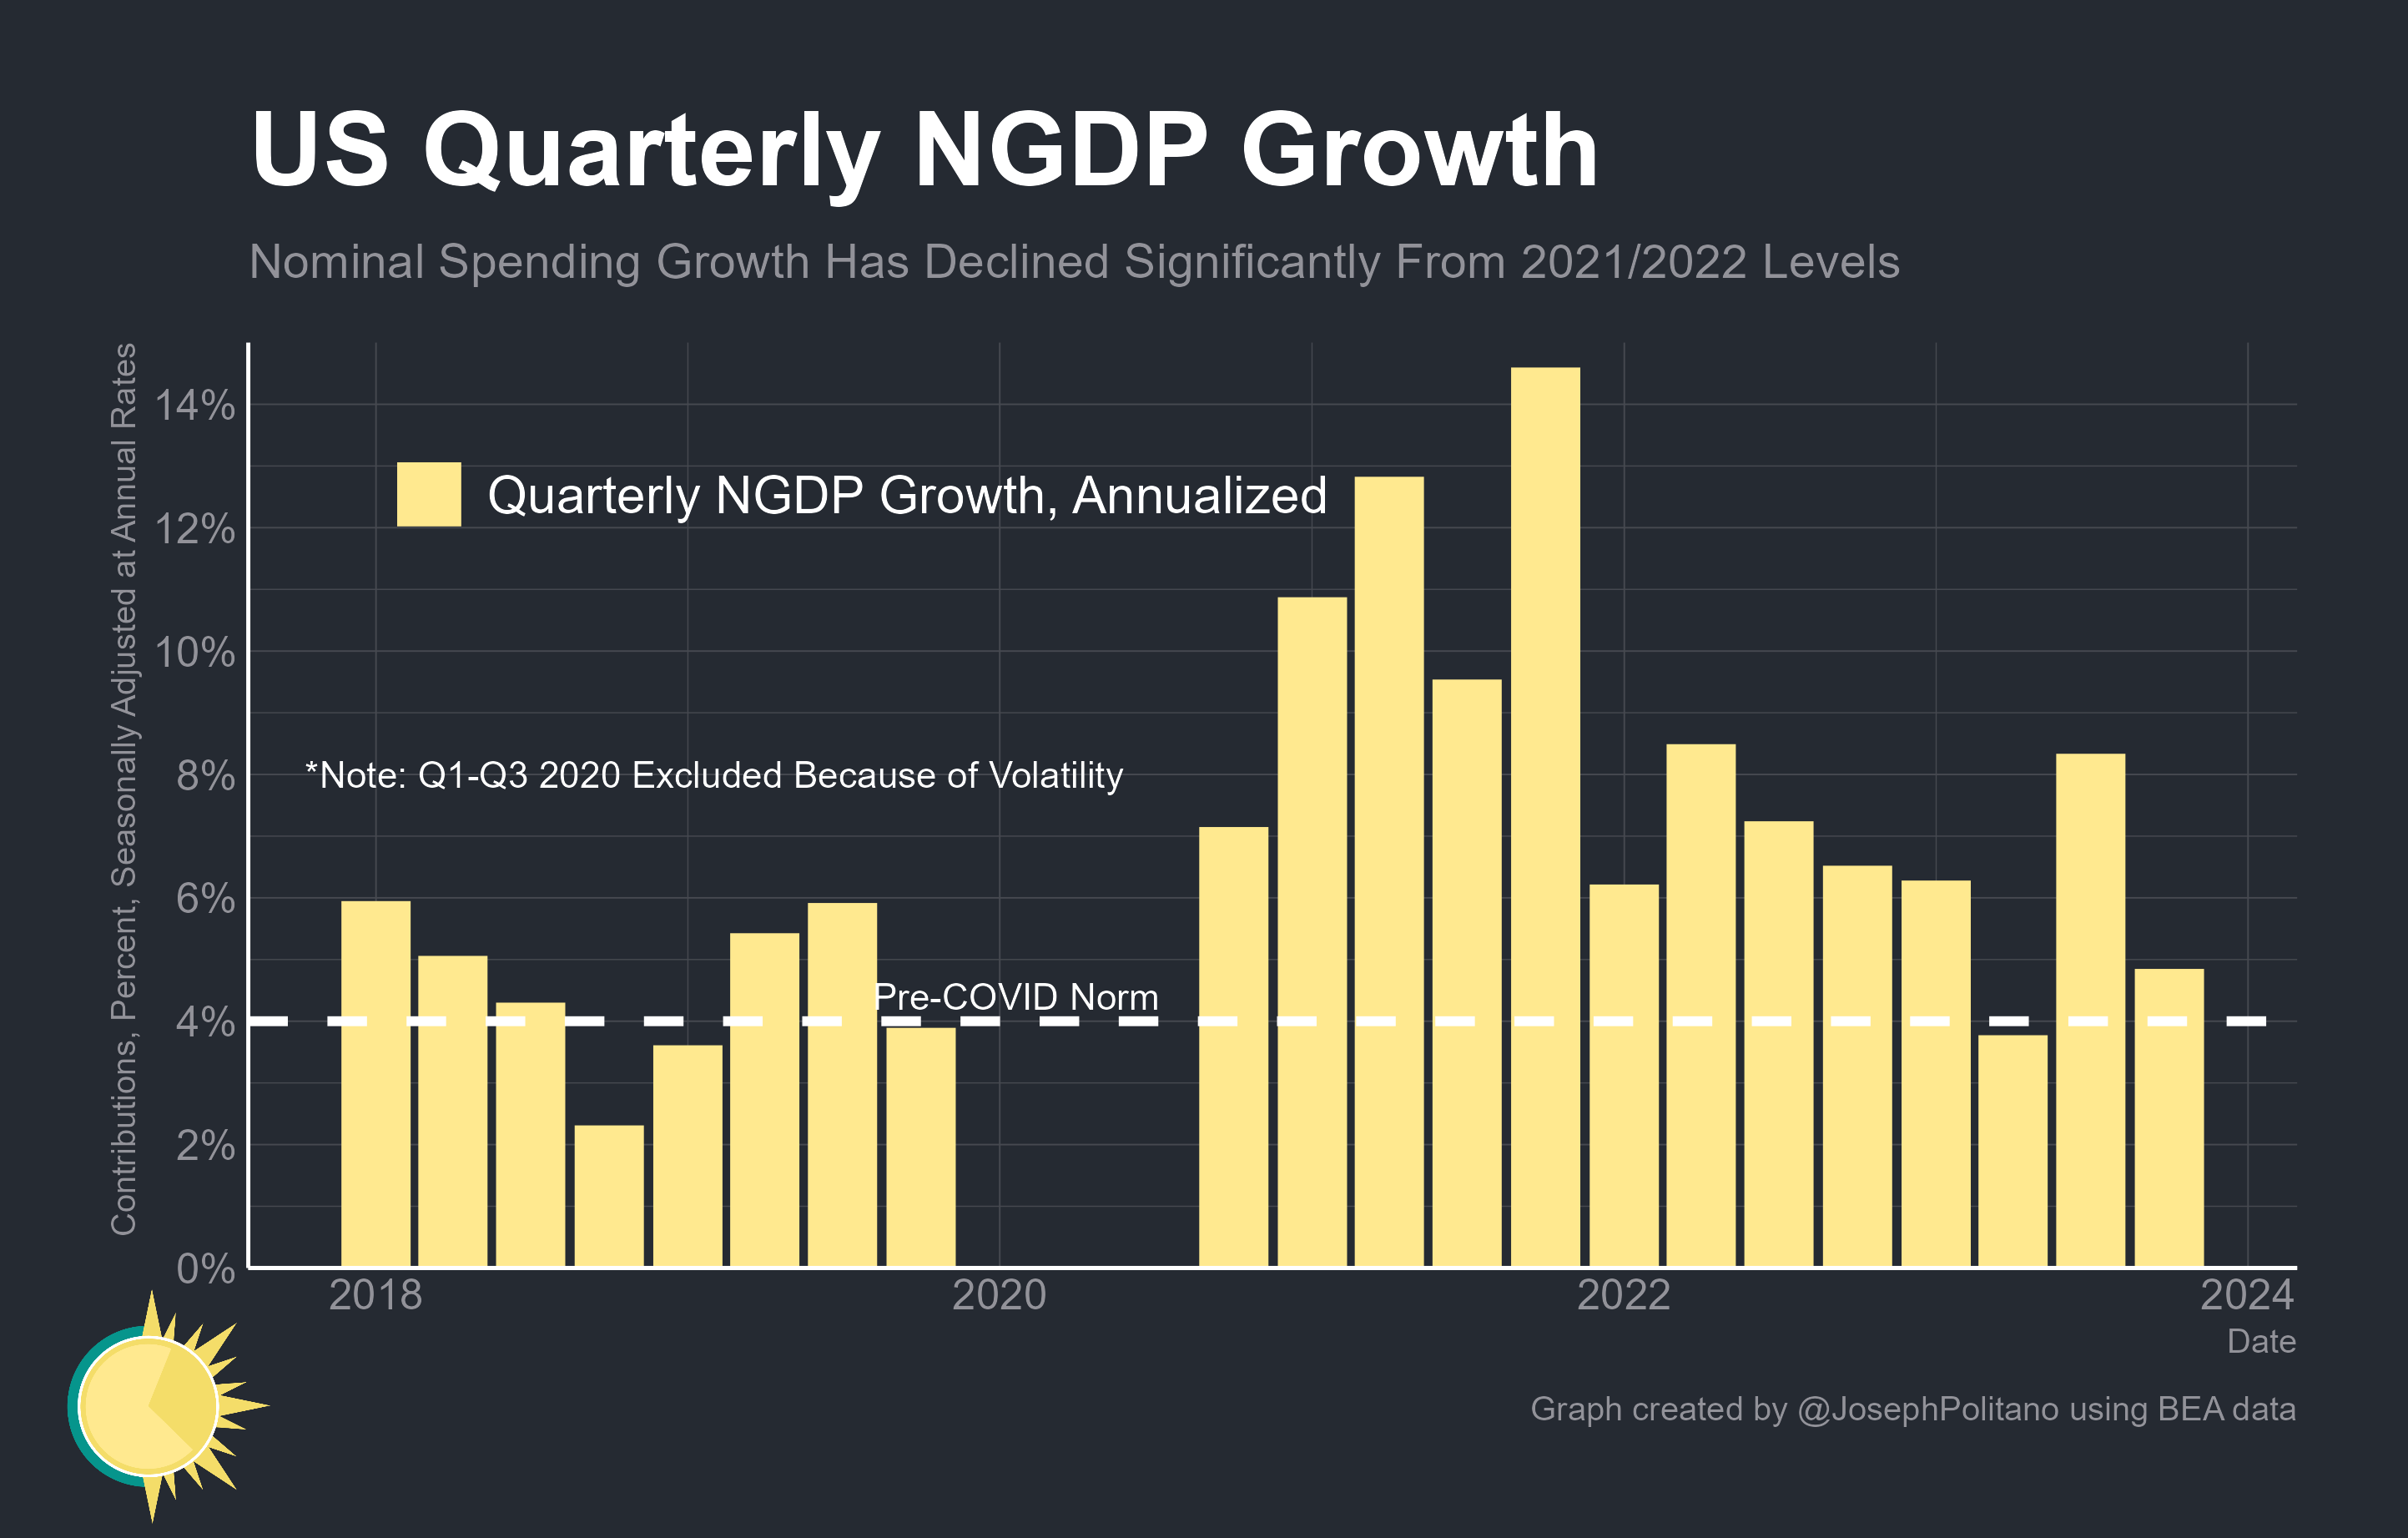 US Quarterly NGDP Growth
Nominal Spending Growth Has Declined Significantly From 2021/2022 Levels
Contributions, Percent, Seasonally Adjusted at Annual Rates
14%
12%
10%
8%
6%
4%
2%
0%
Quarterly NGDP Growth, Annualized
*Note: Q1-Q3 2020 Excluded Because of Volatility
Pre-COVID Norm
2018
2020
2022
2024
Date
Graph created by @JosephPolitano using BEA data